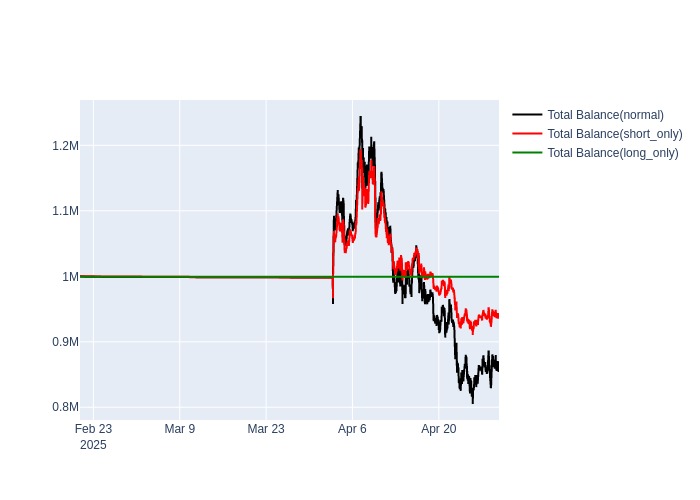 Total Balance(normal)
Total Balance(short_only)
Total Balance(long_only)
1.2M
1.1M
1M
0.9M
0.8M
Feb 23 Mar 9 Mar 23 Apr 6 Apr 20
2025